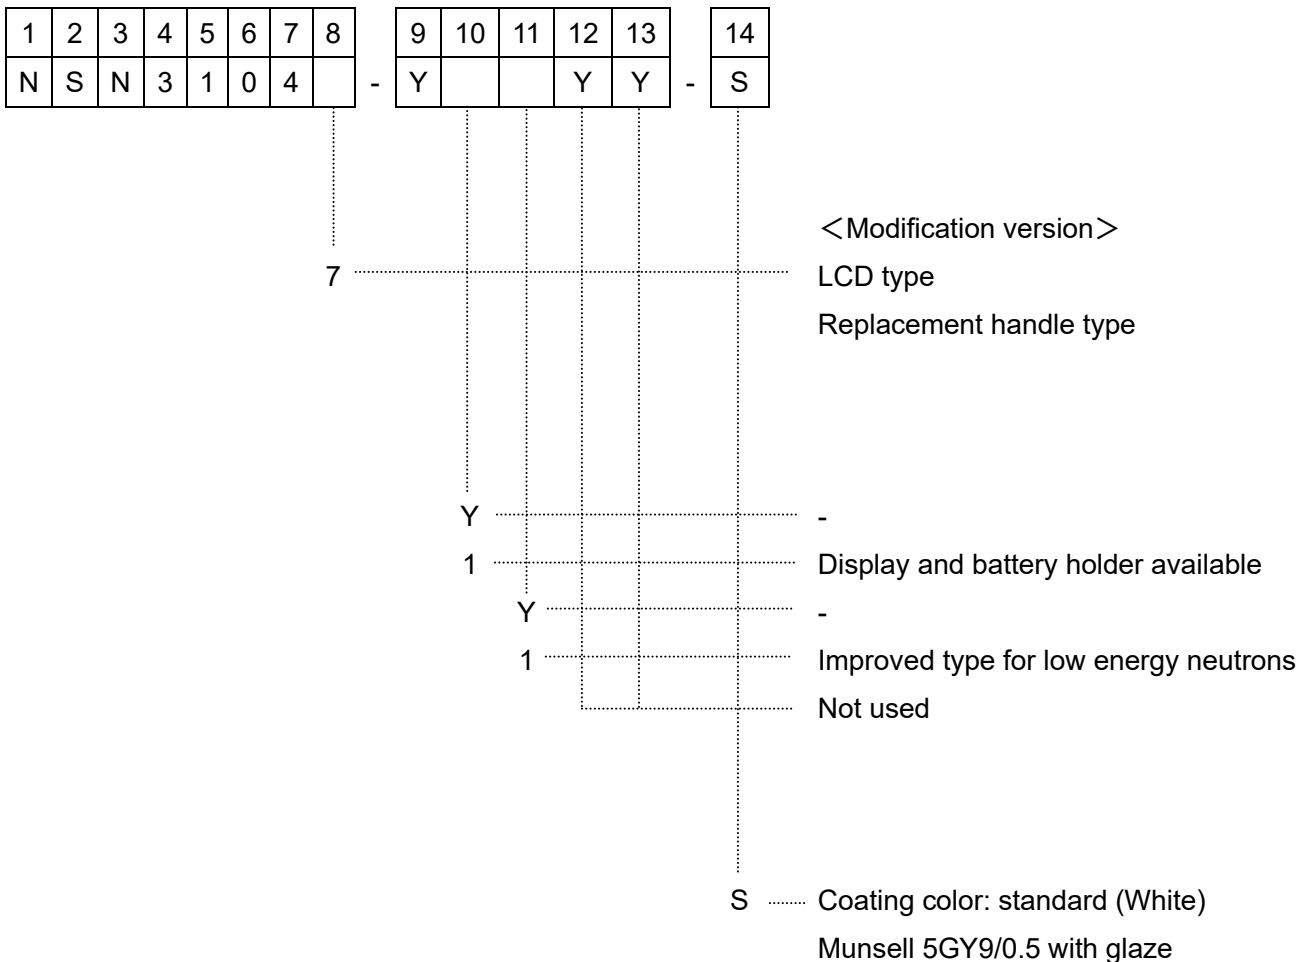 1 2 3 4 5 6 7 8 9 10 11 12 13 14
N S N 3 1 0 4 - Y Y Y - S
＜Modification version＞
7 LCD type
Replacement handle type
Y -
1 Display and battery holder available
Y -
1 Improved type for low energy neutrons
Not used
S Coating color: standard (White)
Munsell 5GY9/0.5 with glaze